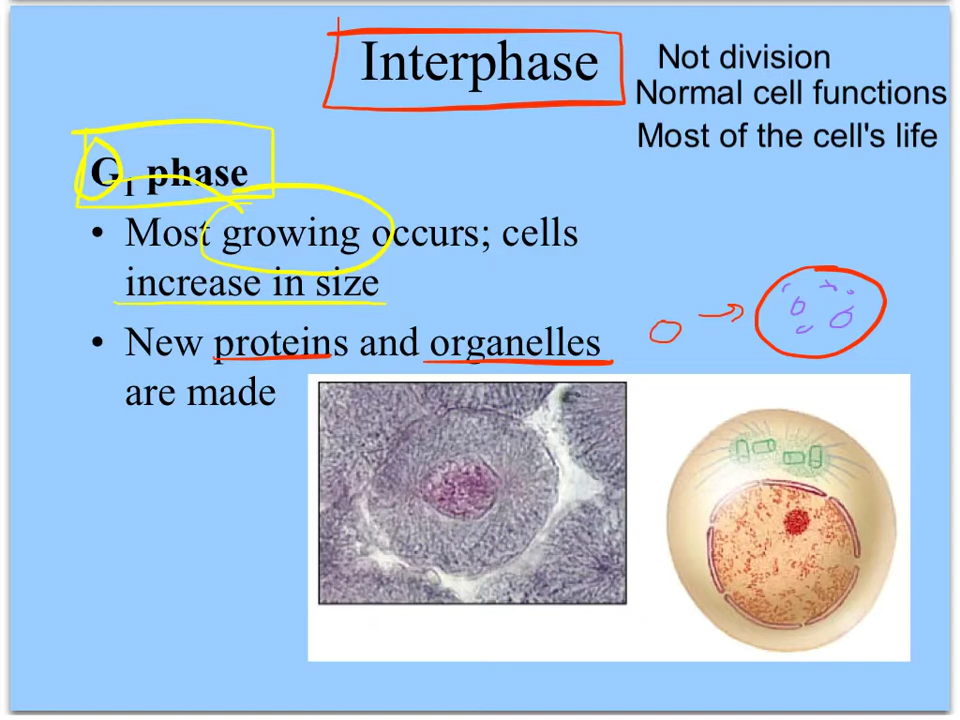 Interphase
Not division
Normal cell functions
Most of the cell's life
G1 phase
• Most growing occurs; cells
increase in size
• New proteins and organelles
are made